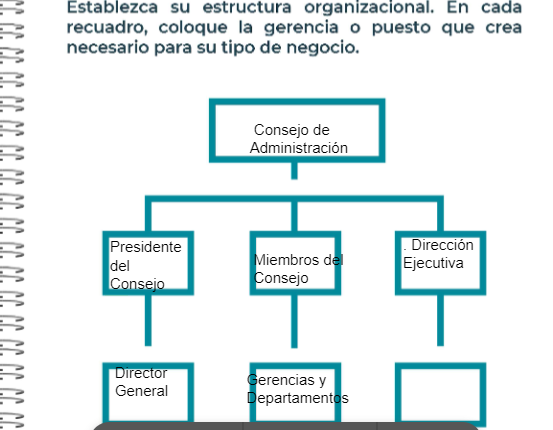 Establezca su estructura organizacional. En cada
recuadro, coloque la gerencia o puesto que crea
necesario para su tipo de negocio.
Consejo de
Administración
Presidente
del
Consejo
Miembros del
Consejo
. Dirección
Ejecutiva
Director
General
Gerencias y
Departamentos